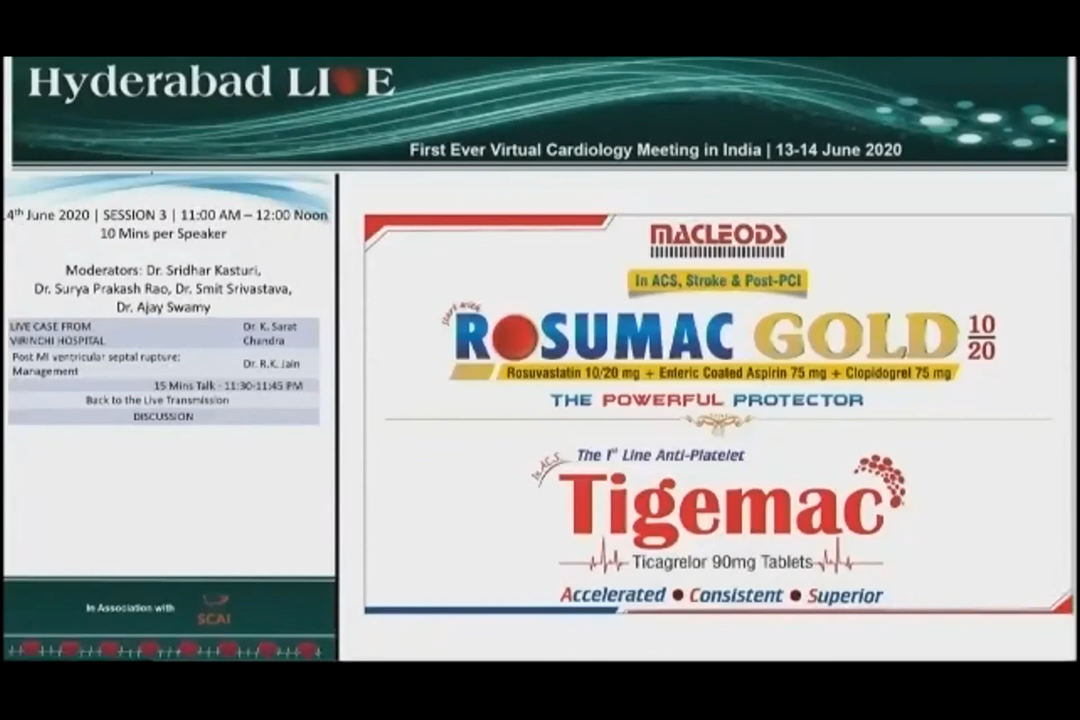 Hyderabad LIVE
First Ever Virtual Cardiology Meeting in India | 13-14 June 2020
4th June 2020 | SESSION 3 | 11:00 AM – 12:00 Noon
10 Mins per Speaker
Moderators: Dr. Sridhar Kasturi,
Dr. Surya Prakash Rao, Dr. Smit Srivastava,
Dr. Ajay Swamy
LIVE CASE FROM Dr. K. Sarat
VIRINCHI HOSPITAL Chandra
Post MI ventricular septal rupture:
Management Dr. R.K. Jain
15 Mins Talk - 11:30-11:45 PM
Back to the Live Transmission
DISCUSSION
In Association with
SCAI
MACLEODS
In ACS, Stroke & Post-PCI
Start with
ROSUMAC GOLD 10
20
Rosuvastatin 10/20 mg + Enteric Coated Aspirin 75 mg + Clopidogrel 75 mg
THE POWERFUL PROTECTOR
In ACS
The 1st Line Anti-Platelet
Tigemac
Ticagrelor 90mg Tablets
Accelerated ● Consistent ● Superior